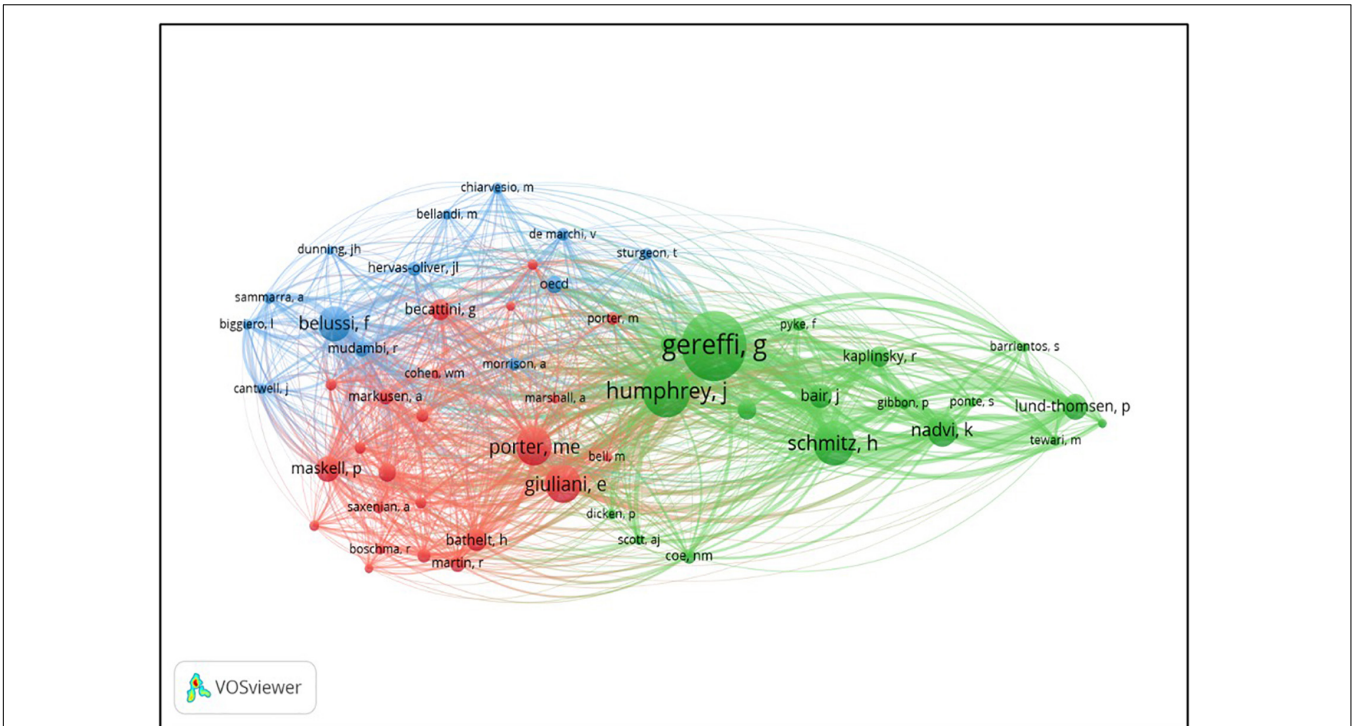 chiarvesio, m
bellandi, m
de marchi, v
dunning, jh
sturgeon, t
hervas-oliver, jl
oecd
sammarra, a
becattini, g
biggiero, l
belussi, f
porter, m
pyke, f
gereffi, g
mudambi, r
barrientos, s
kaplinsky, r
morrison, a
cohen, wm
cantwell, j
humphrey, j
markusen, a
marshall, a
bair, j
gibbon, p
ponte, s
lund-thomsen, p
nadvi, k
tewari, m
schmitz, h
porter, me
bell, m
maskell, p
giuliani, e
saxenian, a
dicken, p
bathelt, h
scott, aj
boschma, r
coe, nm
martin, r
VOSviewer